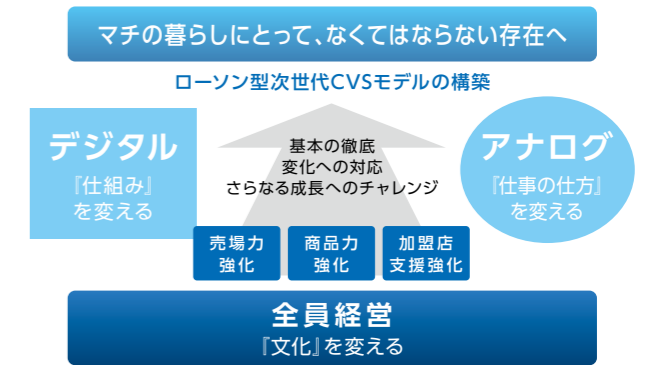 マチの暮らしにとって、なくてはならない存在へ
ローソン型次世代CVSモデルの構築
デジタル
『仕組み』
を変える
基本の徹底
変化への対応
さらなる成長へのチャレンジ
アナログ
『仕事の仕方』
を変える
売場力
強化
商品力
強化
加盟店
支援強化
全員経営
『文化』を変える